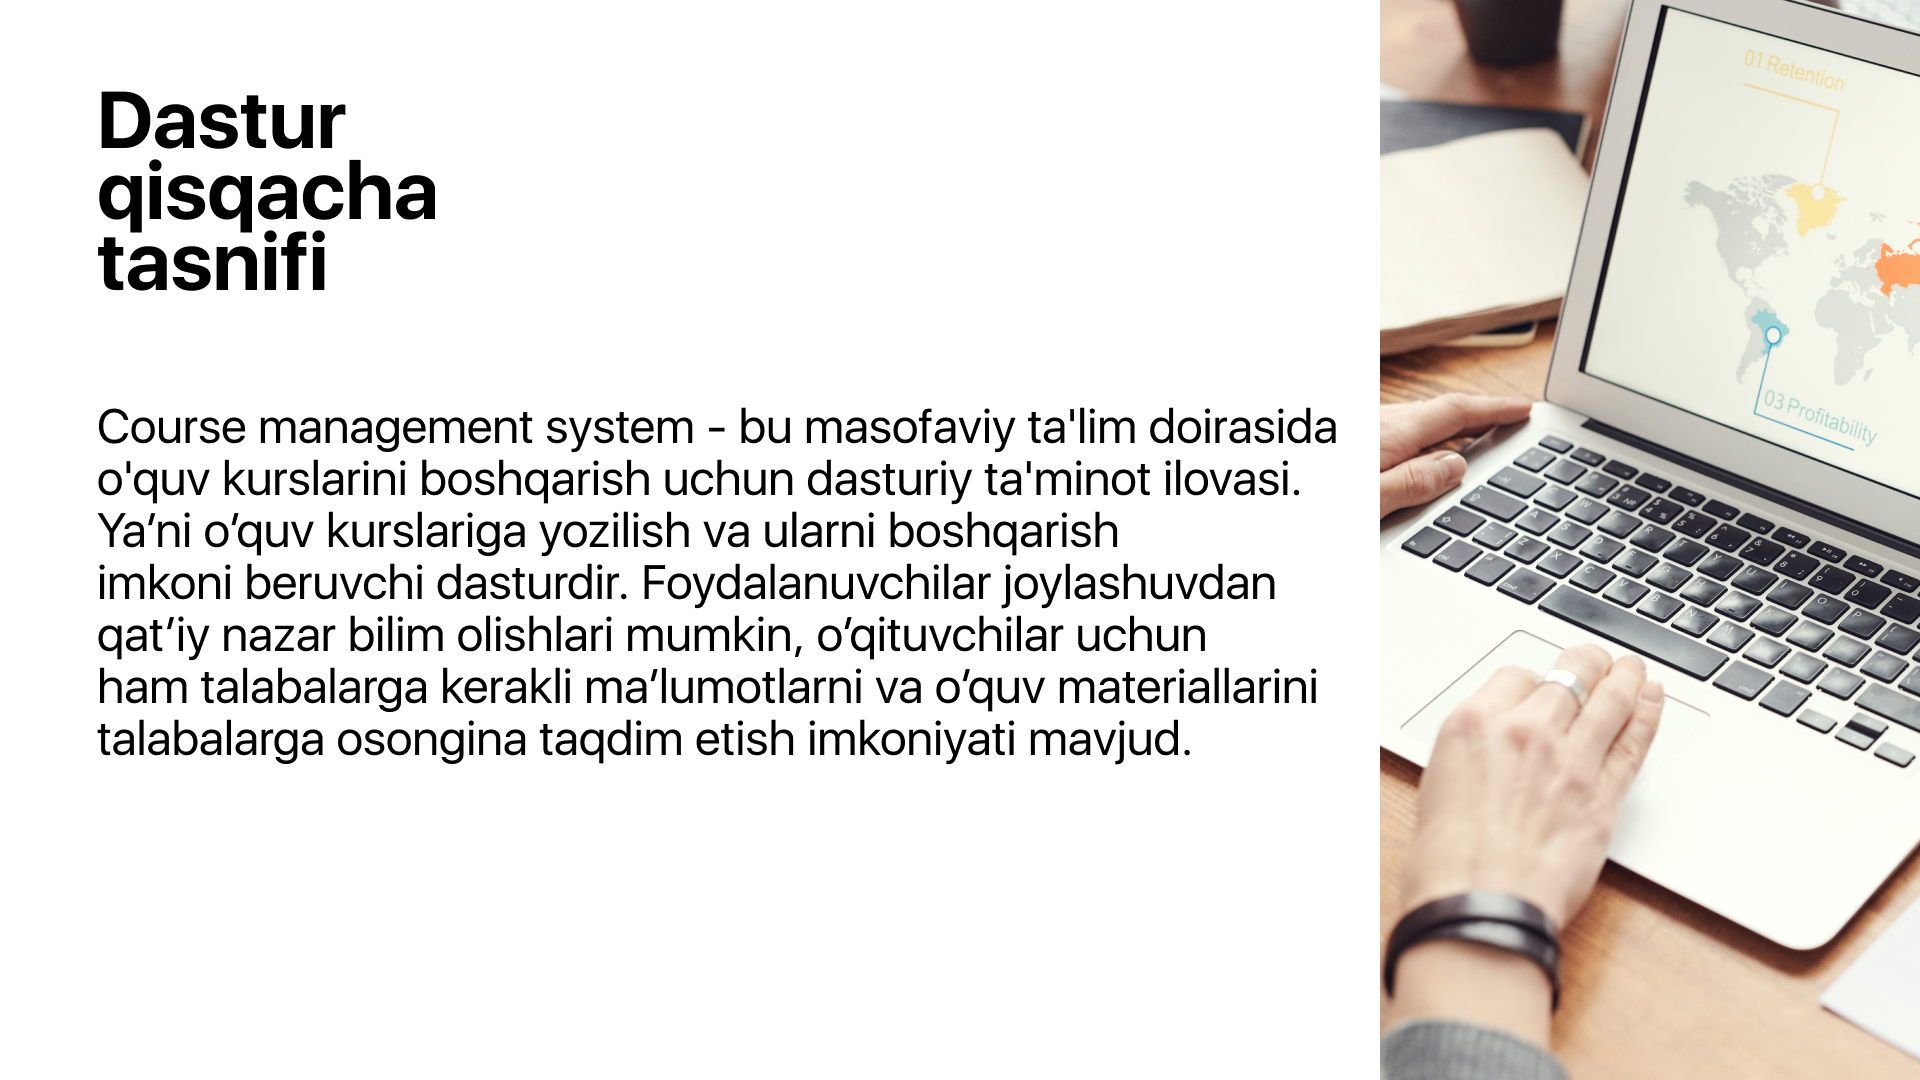 Dastur
qisqacha
tasnifi
Course management system - bu masofaviy ta'lim doirasida
o'quv kurslarini boshqarish uchun dasturiy ta'minot ilovasi.
Ya’ni o’quv kurslariga yozilish va ularni boshqarish
imkoni beruvchi dasturdir. Foydalanuvchilar joylashuvdan
qat’iy nazar bilim olishlari mumkin, o’qituvchilar uchun
ham talabalarga kerakli ma’lumotlarni va o’quv materiallarini
talabalarga osongina taqdim etish imkoniyati mavjud.
01 Retention
03 Profitability